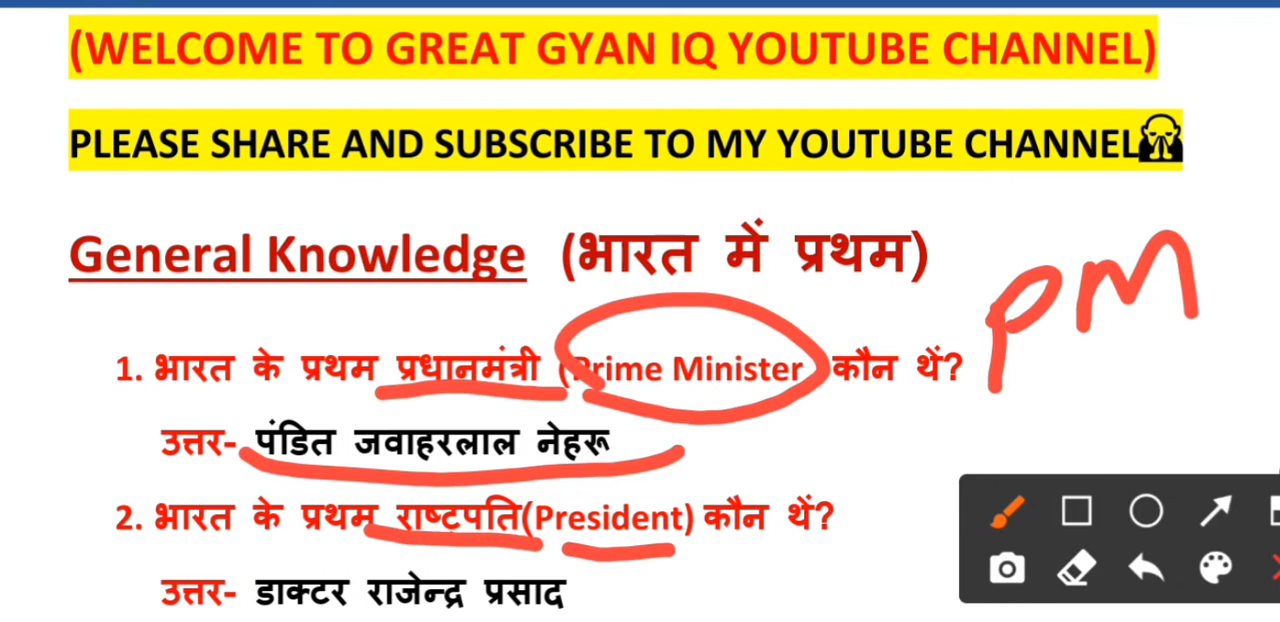 (WELCOME TO GREAT GYAN IQ YOUTUBE CHANNEL)
PLEASE SHARE AND SUBSCRIBE TO MY YOUTUBE CHANNEL
General Knowledge (भारत में प्रथम)
PM
1. भारत के प्रथम प्रधानमंत्री (Prime Minister कौन थें?
उत्तर- पंडित जवाहरलाल नेहरू
2. भारत के प्रथम राष्टपति(President) कौन थें?
उत्तर- डाक्टर राजेन्द्र प्रसाद